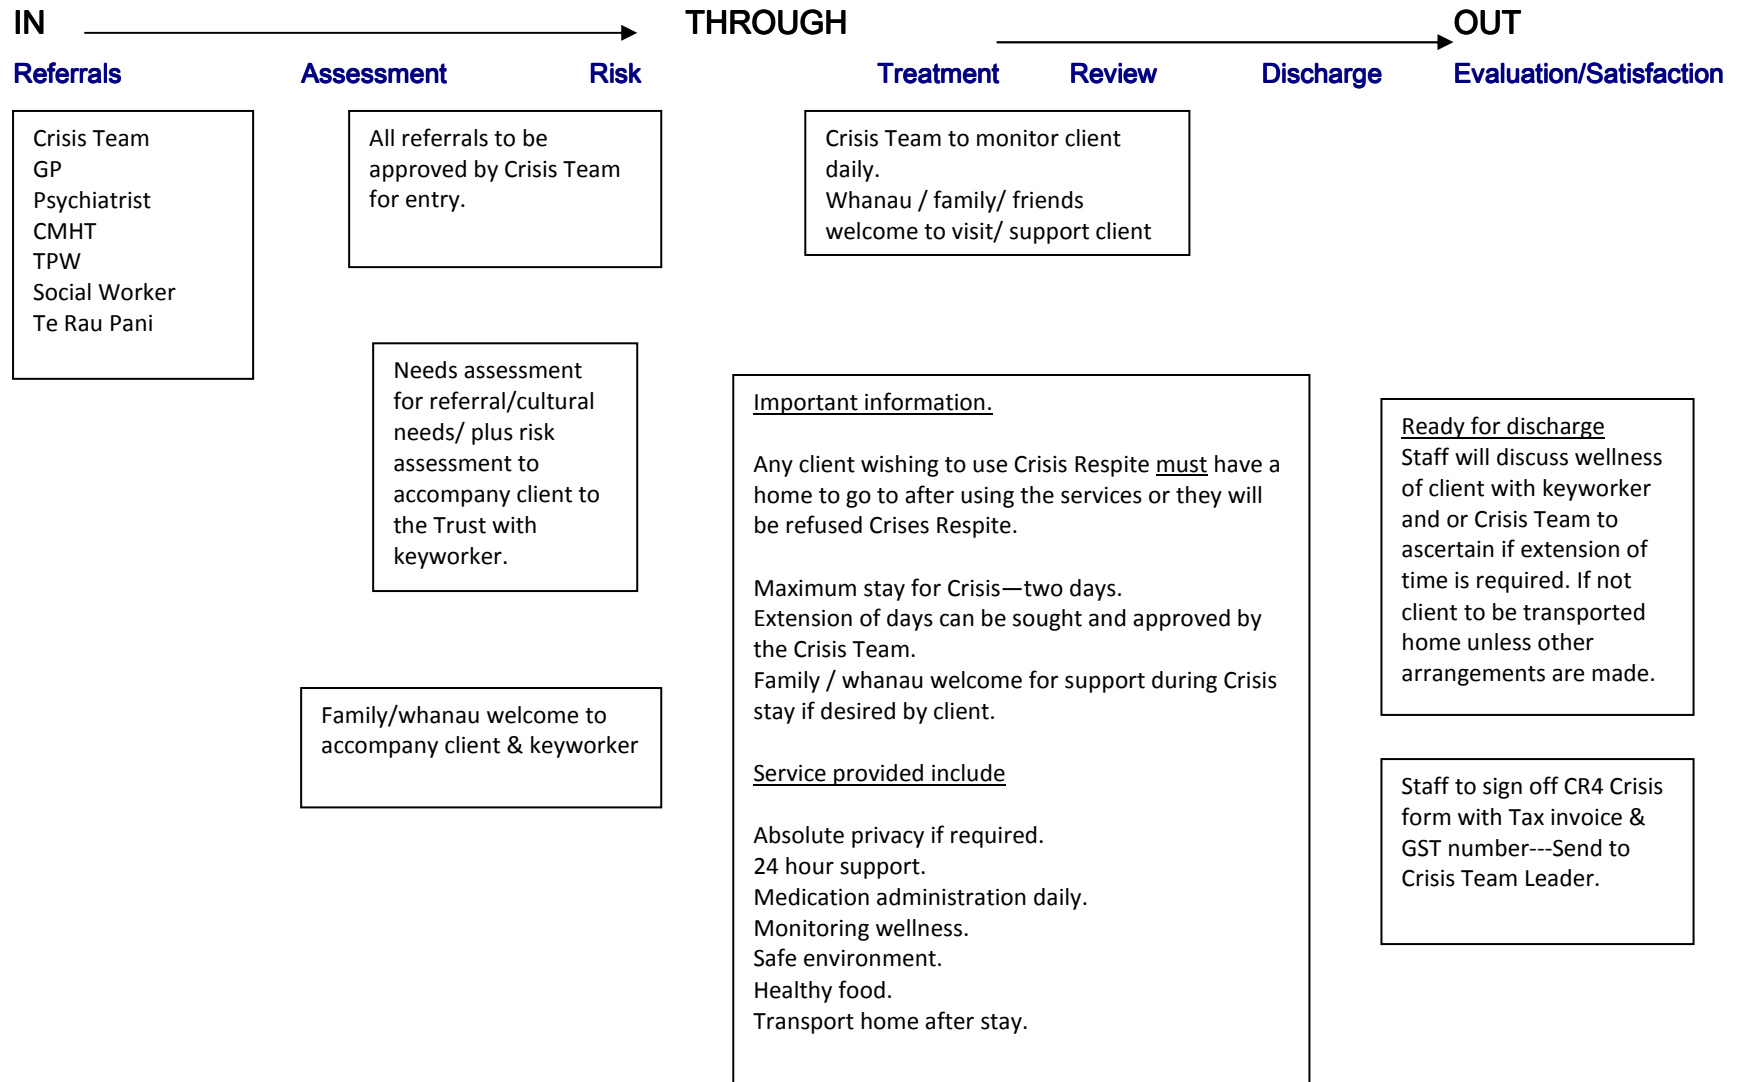 IN THROUGH OUT
Referrals Assessment Risk Treatment Review Discharge Evaluation/Satisfaction
Crisis Team
GP
Psychiatrist
CMHT
TPW
Social Worker
Te Rau Pani
All referrals to be
approved by Crisis Team
for entry.
Needs assessment
for referral/cultural
needs/ plus risk
assessment to
accompany client to
the Trust with
keyworker.
Family/whanau welcome to
accompany client & keyworker
Crisis Team to monitor client
daily.
Whanau / family/ friends
welcome to visit/ support client
Important information.
Any client wishing to use Crisis Respite must have a
home to go to after using the services or they will
be refused Crises Respite.
Maximum stay for Crisis—two days.
Extension of days can be sought and approved by
the Crisis Team.
Family / whanau welcome for support during Crisis
stay if desired by client.
Service provided include
Absolute privacy if required.
24 hour support.
Medication administration daily.
Monitoring wellness.
Safe environment.
Healthy food.
Transport home after stay.
Ready for discharge
Staff will discuss wellness
of client with keyworker
and or Crisis Team to
ascertain if extension of
time is required. If not
client to be transported
home unless other
arrangements are made.
Staff to sign off CR4 Crisis
form with Tax invoice &
GST number---Send to
Crisis Team Leader.